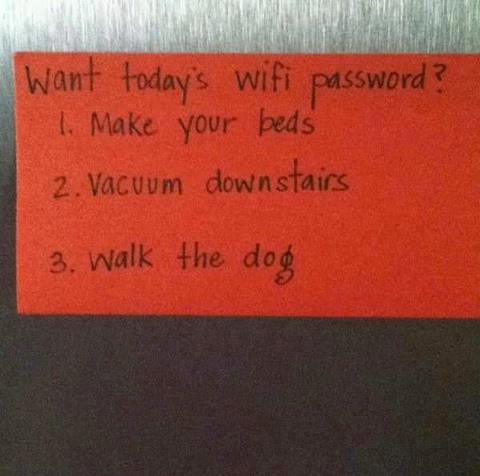 Want today's wifi password?
1. Make your beds
2. Vacuum downstairs
3. Walk the dog